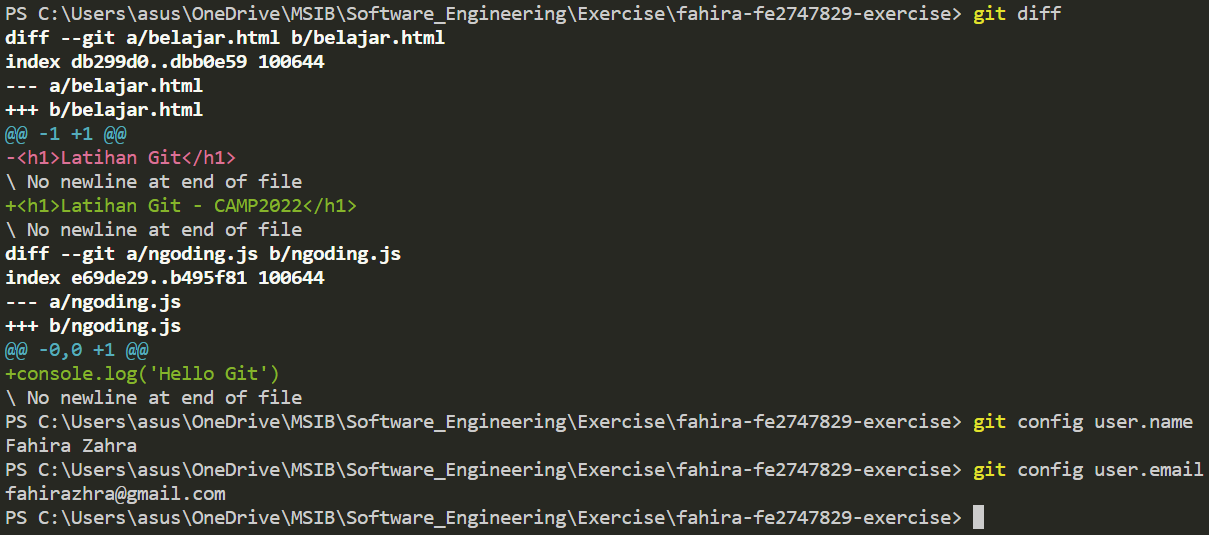 PS C:\Users\asus\OneDrive\MSIB\Software_Engineering\Exercise\fahira-fe2747829-exercise> git diff
diff --git a/belajar.html b/belajar.html
index db299d0..dbb0e59 100644
--- a/belajar.html
+++ b/belajar.html
@@ -1 +1 @@
-<h1>Latihan Git</h1>
\ No newline at end of file
+<h1>Latihan Git - CAMP2022</h1>
\ No newline at end of file
diff --git a/ngoding.js b/ngoding.js
index e69de29..b495f81 100644
--- a/ngoding.js
+++ b/ngoding.js
@@ -0,0 +1 @@
+console.log('Hello Git')
\ No newline at end of file
PS C:\Users\asus\OneDrive\MSIB\Software_Engineering\Exercise\fahira-fe2747829-exercise> git config user.name
Fahira Zahra
PS C:\Users\asus\OneDrive\MSIB\Software_Engineering\Exercise\fahira-fe2747829-exercise> git config user.email
fahirazhra@gmail.com
PS C:\Users\asus\OneDrive\MSIB\Software_Engineering\Exercise\fahira-fe2747829-exercise>